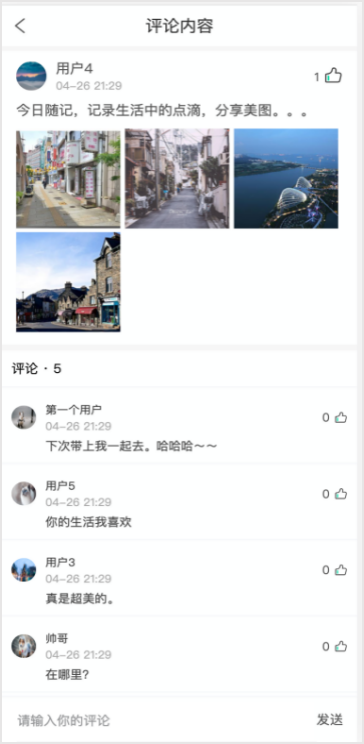 评论内容
用户4
04-26 21:29
1
今日随记，记录生活中的点滴，分享美图。。。
评论 · 5
第一个用户
04-26 21:29
0
下次带上我一起去。哈哈哈～～
用户5
04-26 21:29
0
你的生活我喜欢
用户3
04-26 21:29
0
真是超美的。
帅哥
04-26 21:29
0
在哪里？
请输入你的评论
发送